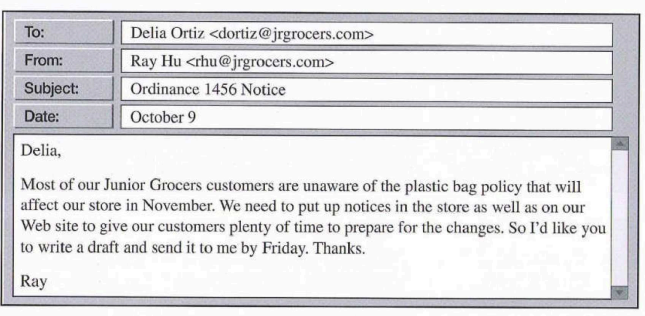 To: Delia Ortiz <dortiz@jrgrocers.com>
From: Ray Hu <rhu@jrgrocers.com>
Subject: Ordinance 1456 Notice
Date: October 9
Delia,
Most of our Junior Grocers customers are unaware of the plastic bag policy that will
affect our store in November. We need to put up notices in the store as well as on our
Web site to give our customers plenty of time to prepare for the changes. So I'd like you
to write a draft and send it to me by Friday. Thanks.
Ray